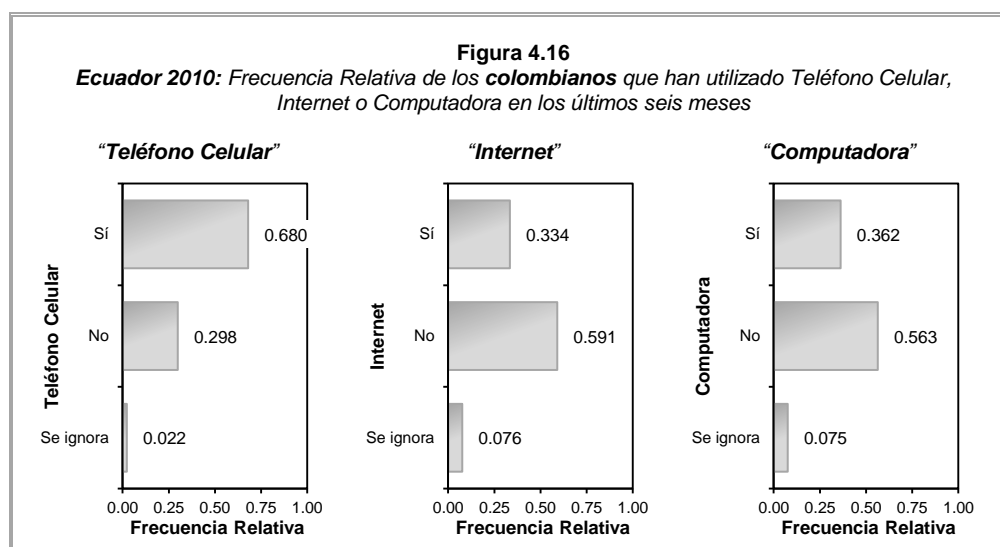 Figura 4.16
Ecuador 2010: Frecuencia Relativa de los colombianos que han utilizado Teléfono Celular,
Internet o Computadora en los últimos seis meses
“Teléfono Celular”
Teléfono Celular
Sí
0.680
No
0.298
Se ignora
0.022
0.00 0.25 0.50 0.75 1.00
Frecuencia Relativa
“Internet”
Internet
Sí
0.334
No
0.591
Se ignora
0.076
0.00 0.25 0.50 0.75 1.00
Frecuencia Relativa
“Computadora”
Computadora
Sí
0.362
No
0.563
Se ignora
0.075
0.00 0.25 0.50 0.75 1.00
Frecuencia Relativa